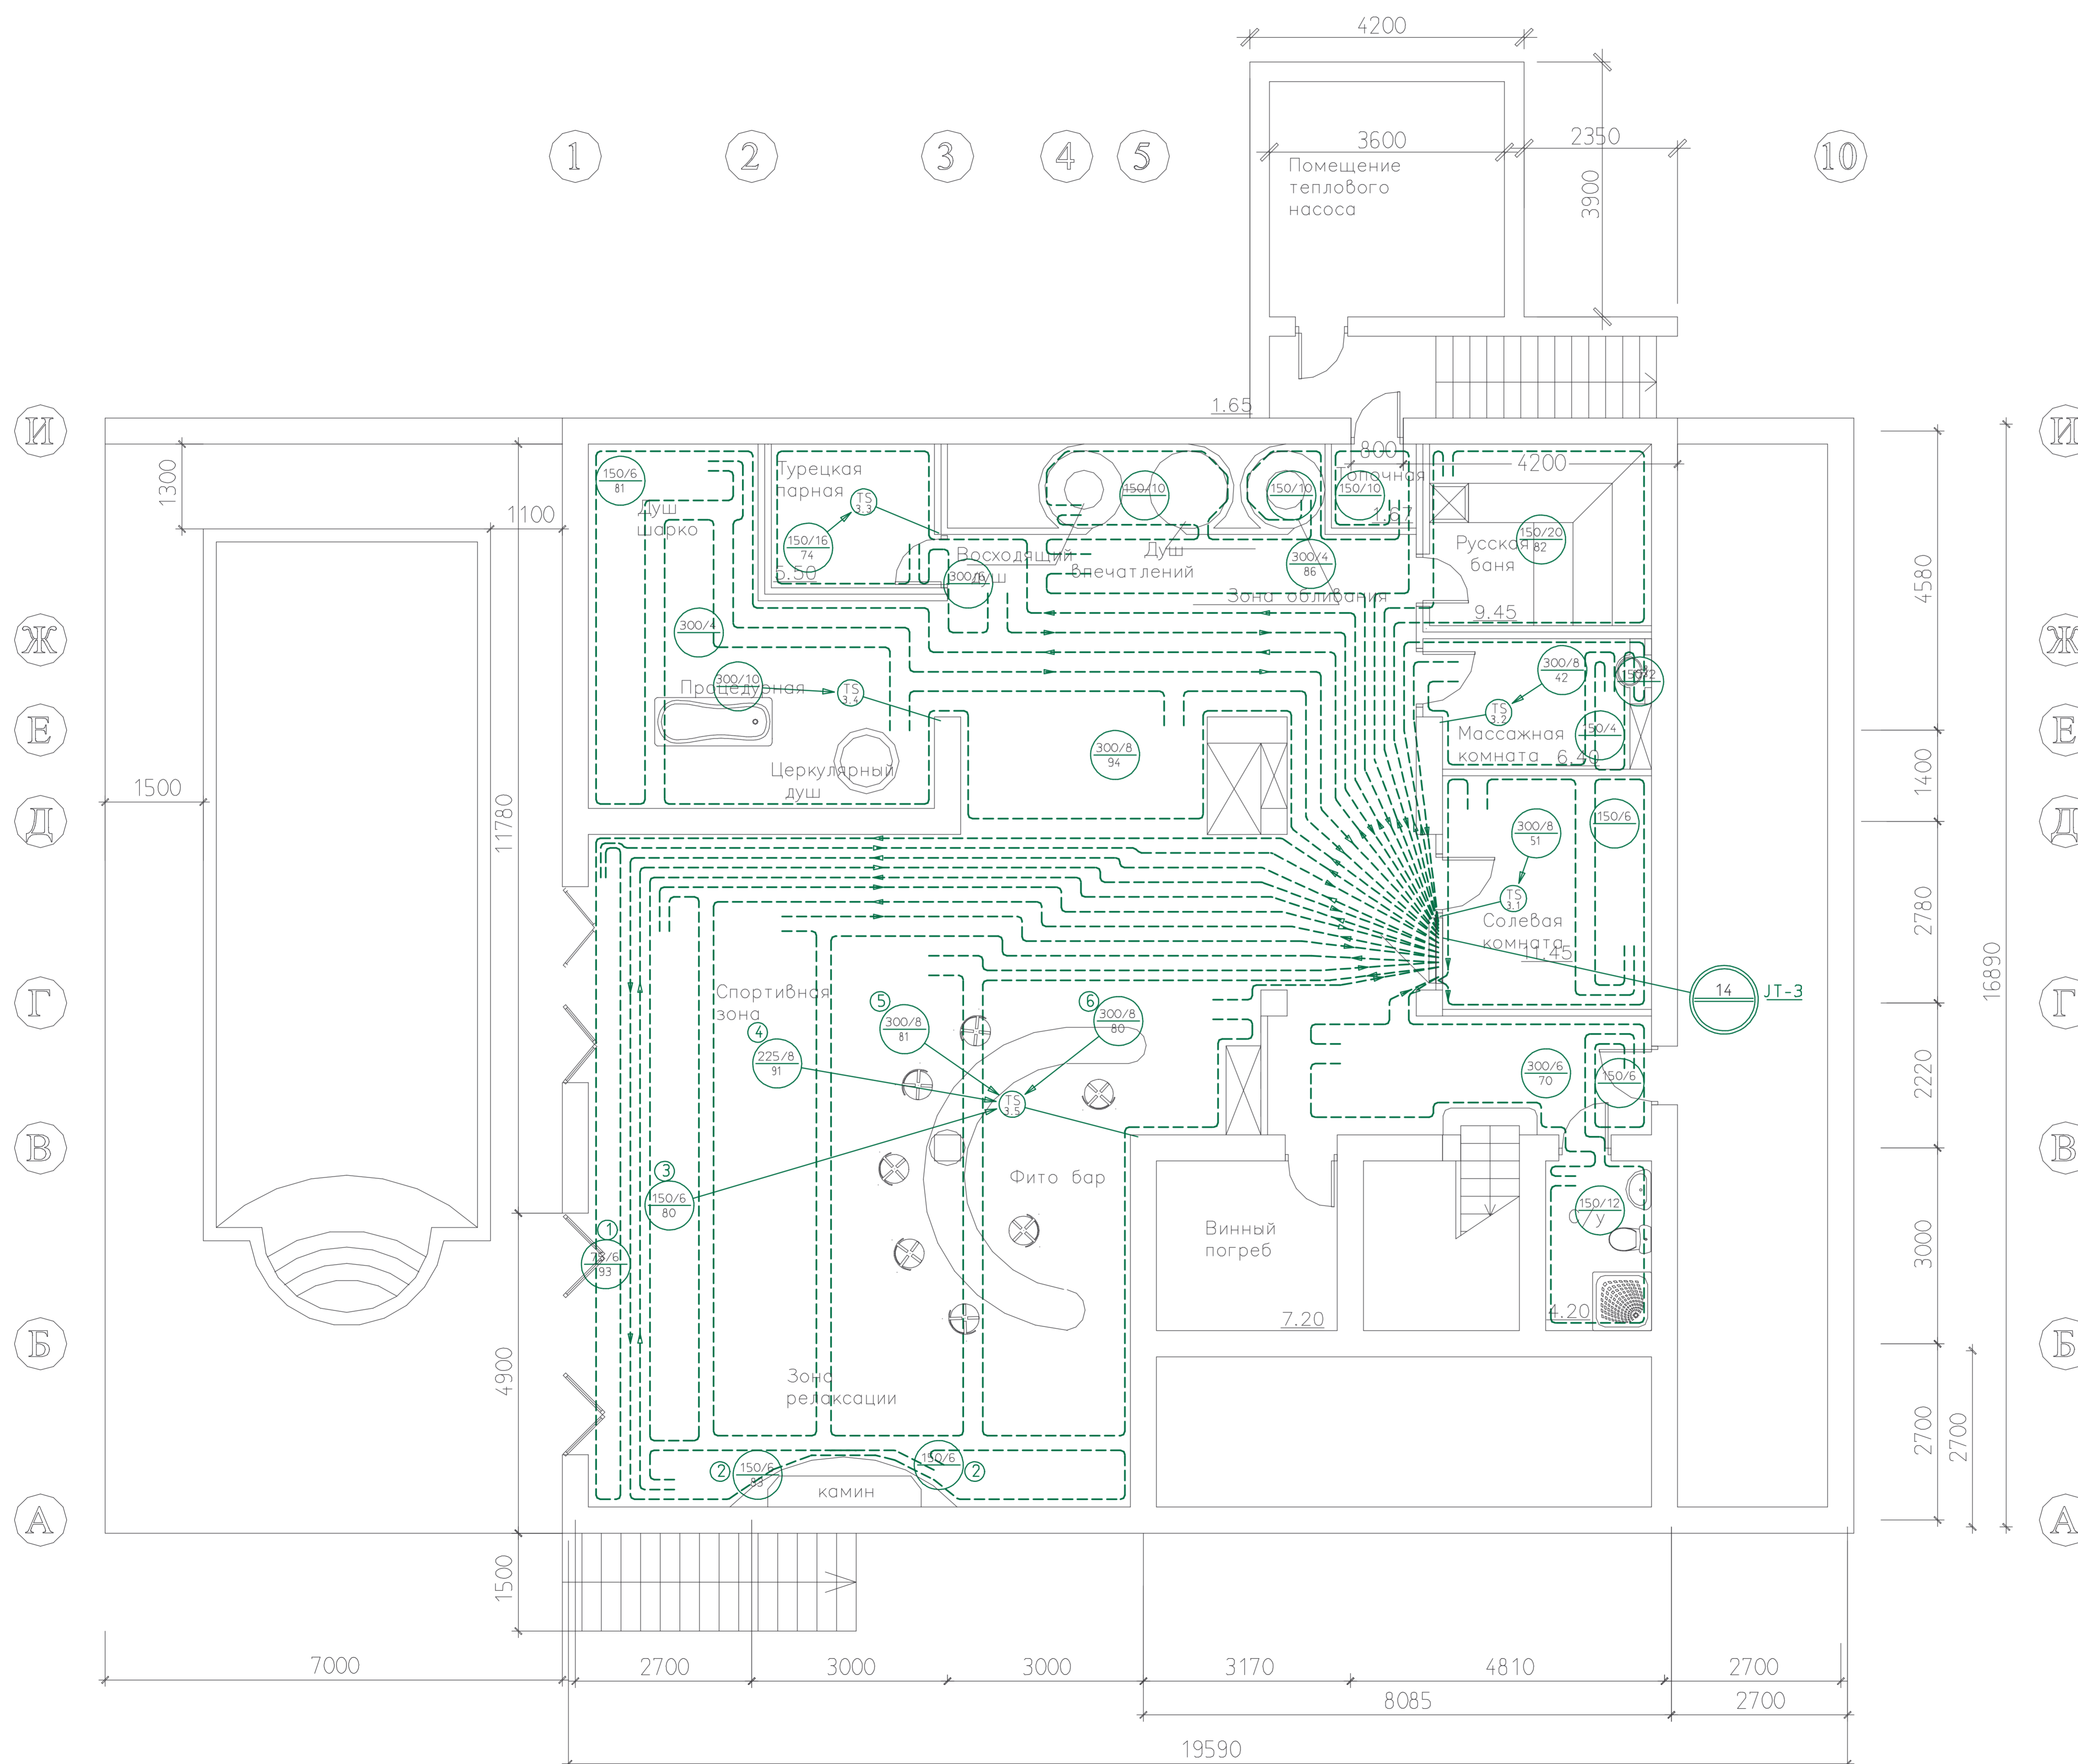 4200
3600
2350
3900
Помещение
теплового
насоса
1
2
3
4
5
10
И
1.65
И
1300
1100
800
4200
Топочная
1.67
150/6
81
Душ
шарко
Турецкая
парная
TS
3.3
150/16
74
5.50
150/10
150/10
150/10
Восходящий
душ
Душ
впечатлений
300/4
86
Зона обливания
Русская
баня
150/20
82
9.45
4580
Ж
Ж
300/4
300/10
Процедурная
TS
3.4
Церкулярный
душ
300/8
94
300/8
42
TS
3.2
150/4
Массажная
комната
6.40
Е
Е
1400
1500
11780
Д
Д
300/8
51
150/6
TS
3.1
Солевая
комната
11.45
2780
16890
14
JT-3
Г
Г
Спортивная
зона
4
225/8
91
5
300/8
81
6
300/8
80
TS
3.5
300/6
70
150/6
2220
В
В
3
150/6
80
1
75/6
93
Фито бар
Винный
погреб
7.20
150/12
У
4.20
3000
Б
Б
4900
Зона
релаксации
2700
2700
2
150/6
150/6
2
камин
А
А
1500
7000
2700
3000
3000
3170
4810
2700
8085
2700
19590